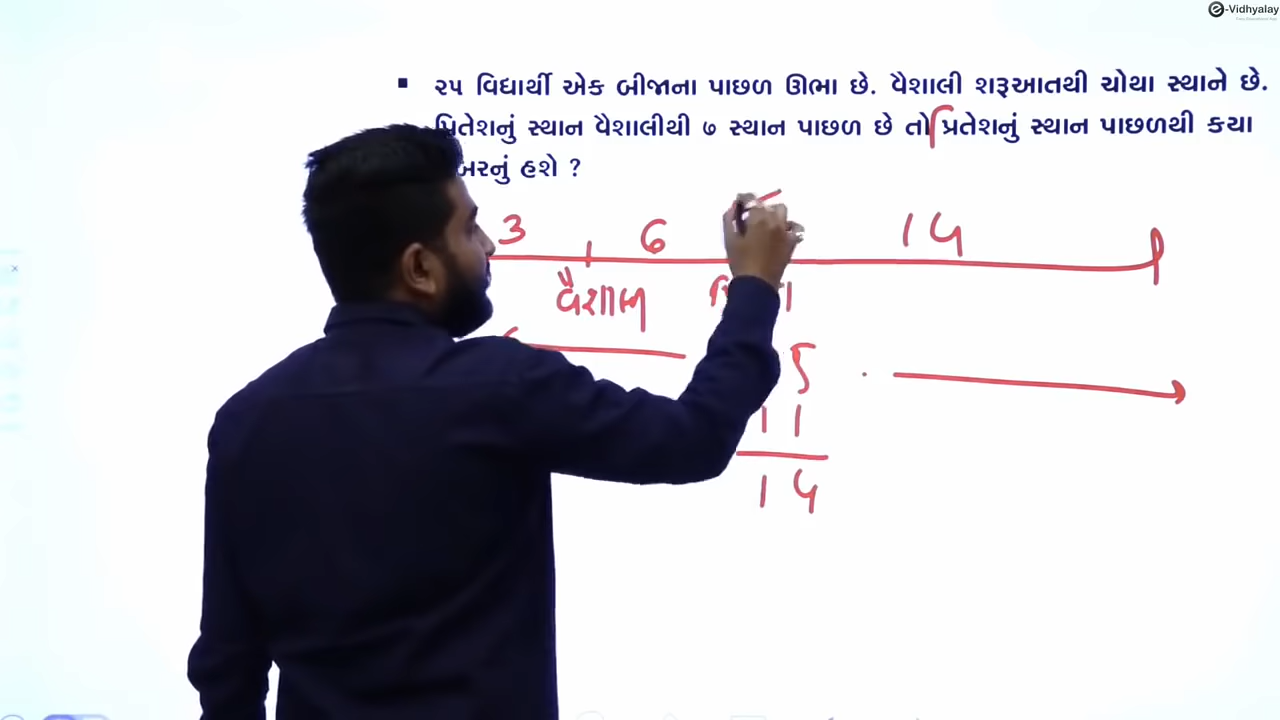 e-Vidhyalay
૨૫ વિદ્યાર્થી એક બીજાના પાછળ ઊભા છે. વૈશાલી શરૂઆતથી ચોથા સ્થાને છે.
પ્રિતેશનું સ્થાન વૈશાલીથી ૭ સ્થાન પાછળ છે તો પ્રિતેશનું સ્થાન પાછળથી કયા
હશે ?
3 6 14
વૈશાલી
11
14